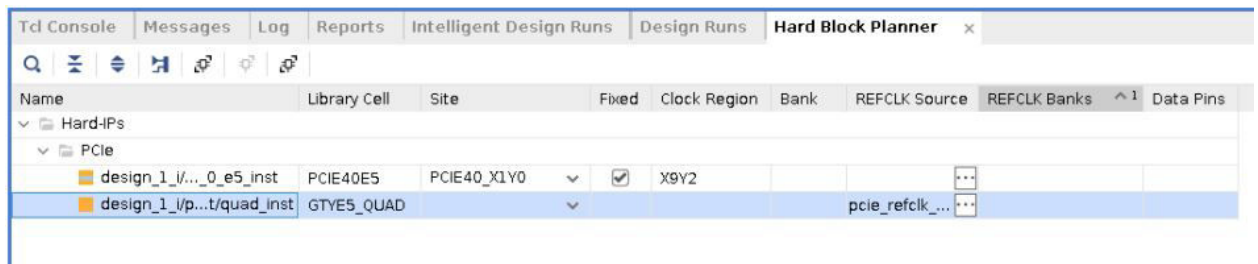 Tcl Console Messages Log Reports Intelligent Design Runs Design Runs Hard Block Planner ×
Name Library Cell Site Fixed Clock Region Bank REFCLK Source REFCLK Banks ^1 Data Pins
Hard-IPs
PCIe
design_1_i/..._0_e5_inst PCIE40E5 PCIE40_X1Y0 X9Y2 ...
design_1_i/p...t/quad_inst GTYE5_QUAD pcie_refclk_... ...